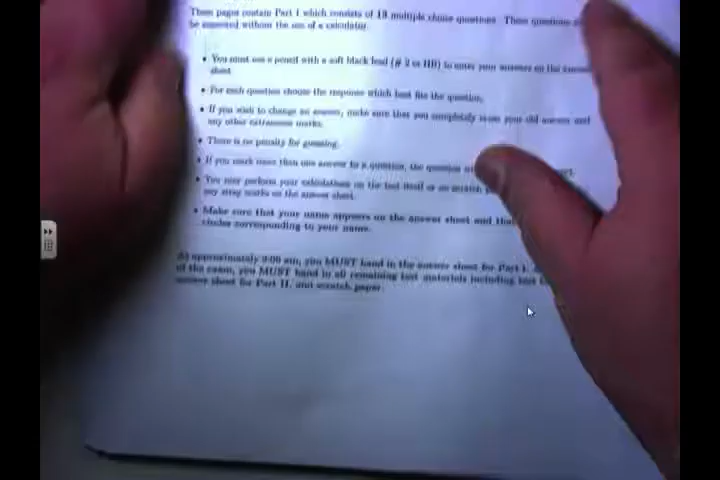 These pages contain Part I which consists of 13 multiple choice questions. These questions
be answered without the use of a calculator.
• You must use a pencil with a soft black lead (# 2 or HB) to enter your answers on the answer
sheet.
• For each question choose the response which best fits the question.
• If you wish to change an answer, make sure that you completely erase your old answer and
any other extraneous marks.
• There is no penalty for guessing.
• If you mark more than one answer to a question, the question
• You may perform your calculations on the test itself or on scratch
any stray marks on the answer sheet.
• Make sure that your name appears on the answer sheet and that
circles corresponding to your name.
At approximately 9:00 am, you MUST hand in the answer sheet for Part I.
of the exam, you MUST hand in all remaining test materials including test
answer sheet for Part II, and scratch paper.